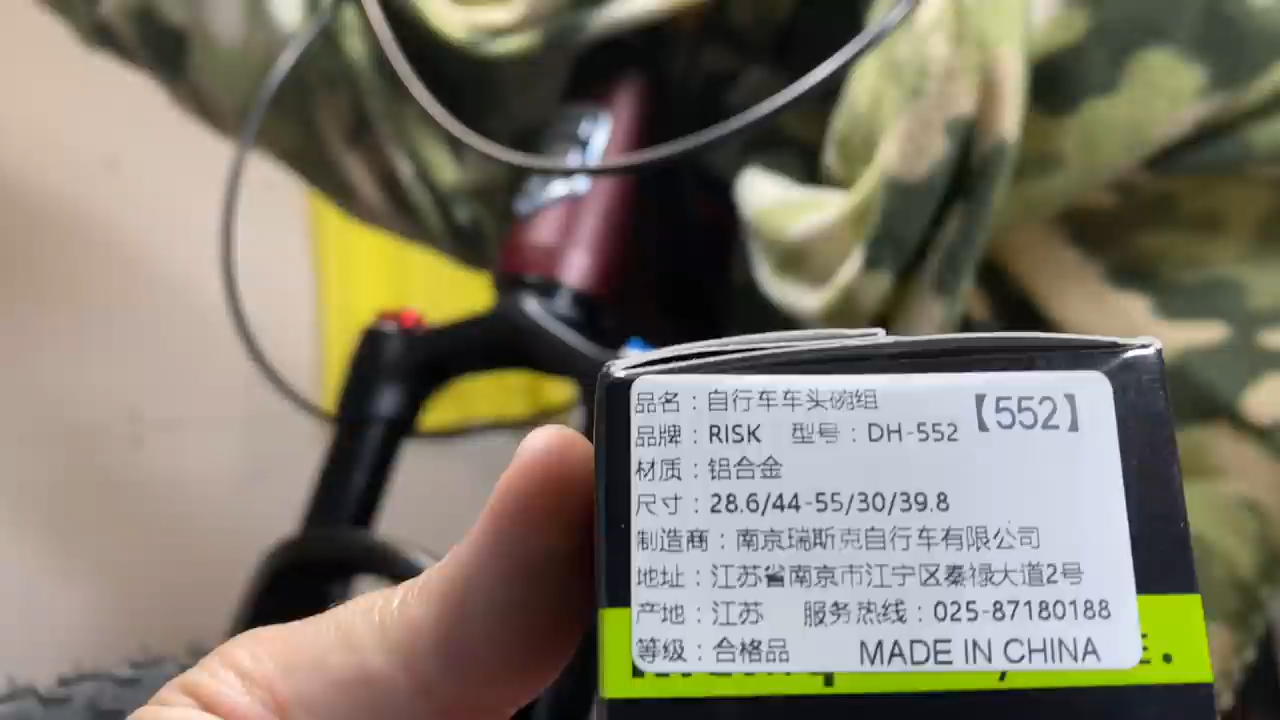 品名：自行车车头碗组 【552】
品牌：RISK 型号：DH-552
材质：铝合金
尺寸：28.6/44-55/30/39.8
制造商：南京瑞斯克自行车有限公司
地址：江苏省南京市江宁区秦禄大道2号
产地：江苏 服务热线：025-87180188
等级：合格品 MADE IN CHINA